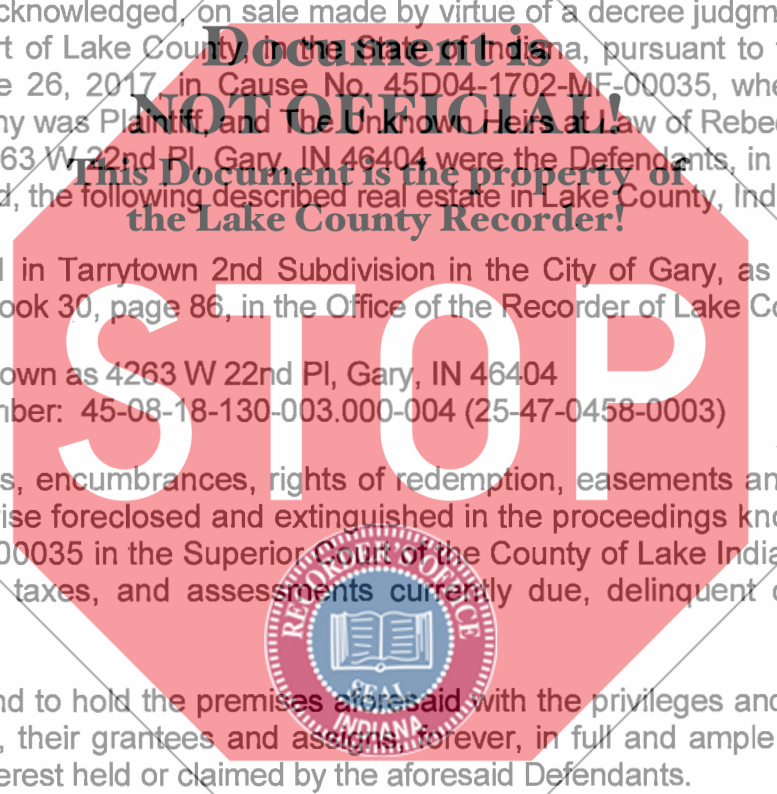 cknowledged, on sale made by virtue of a decree judgm
Document is
rt of Lake County, in the State of Indiana, pursuant to
e 26, 2017, in Cause No. 45D04-1702-MF-00035, whe
NOT OFFICIAL!
ny was Plaintiff, and The Unknown Heirs at Law of Rebec
63 W 22nd Pl, Gary, IN 46404 were the Defendants, in
This Document is the property of
d, the following described real estate in Lake County, Ind
the Lake County Recorder!
in Tarrytown 2nd Subdivision in the City of Gary, as
ook 30, page 86, in the Office of the Recorder of Lake Co
STOP
own as 4263 W 22nd Pl, Gary, IN 46404
nber: 45-08-18-130-003.000-004 (25-47-0458-0003)
s, encumbrances, rights of redemption, easements an
ise foreclosed and extinguished in the proceedings kno
00035 in the Superior Court of the County of Lake India
taxes, and assessments currently due, delinquent
RECORDER'S OFFICE
SEAL
INDIANA
nd to hold the premises aforesaid with the privileges and
, their grantees and assigns, forever, in full and ample
erest held or claimed by the aforesaid Defendants.